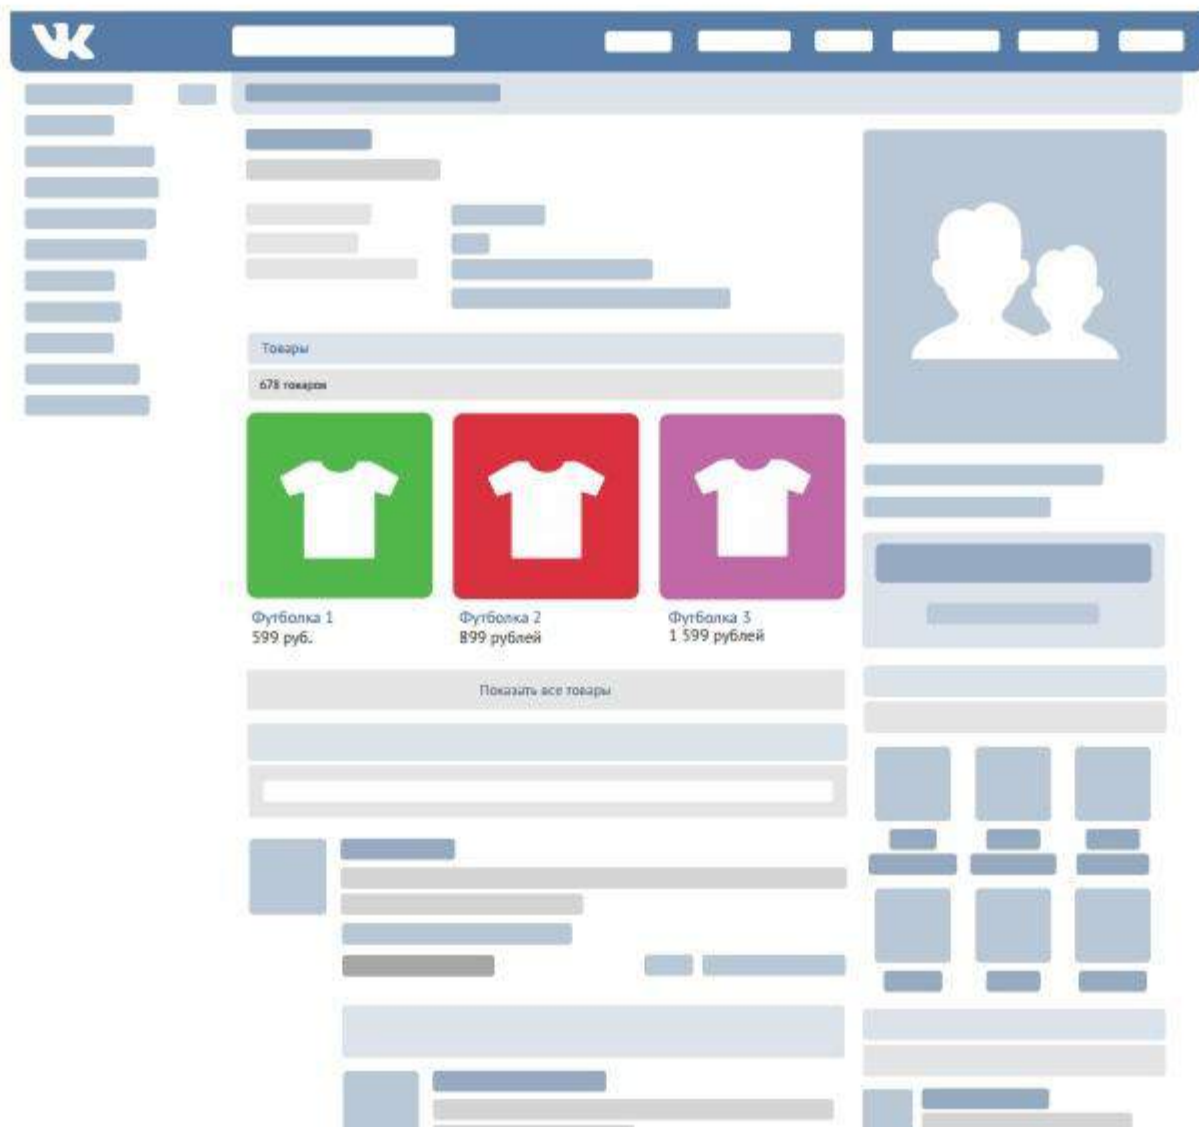 VK
Товары
678 товаров
Футболка 1
599 руб.
Футболка 2
899 рублей
Футболка 3
1 599 рублей
Показать все товары